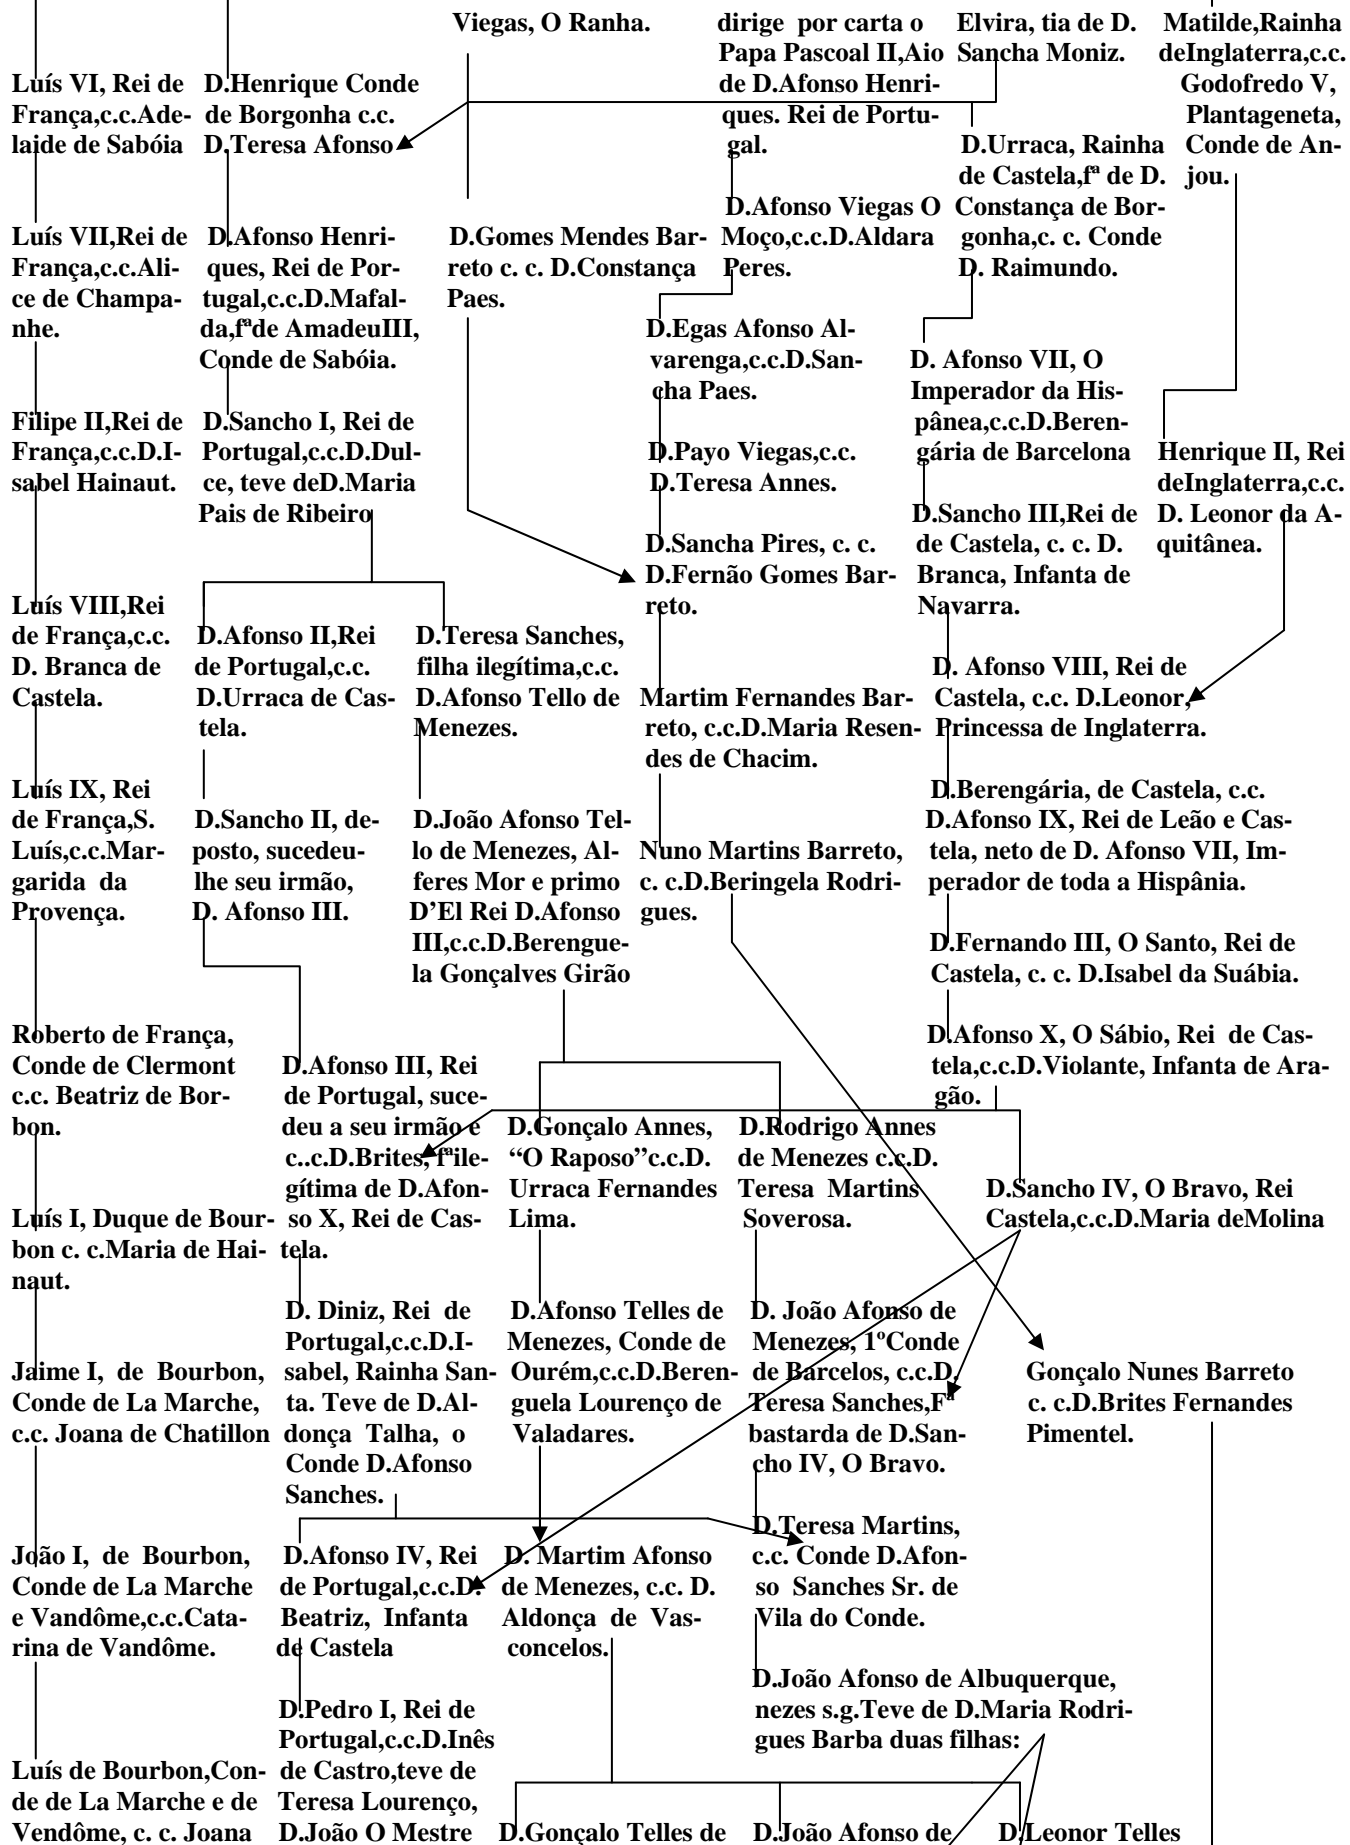 Viegas, O Ranha.
dirige por carta o
Papa Pascoal II,Aio
de D.Afonso Henri-
ques. Rei de Portu-
gal.
Elvira, tia de D.
Sancha Moniz.
Matilde,Rainha
deInglaterra,c.c.
Godofredo V,
Plantageneta,
Conde de An-
jou.
Luís VI, Rei de
França,c.c.Ade-
laide de Sabóia
D.Henrique Conde
de Borgonha c.c.
D.Teresa Afonso
D.Urraca, Rainha
de Castela,fª de D.
Constança de Bor-
gonha,c. c. Conde
D. Raimundo.
Luís VII,Rei de
França,c.c.Ali-
ce de Champa-
nhe.
D.Afonso Henri-
ques, Rei de Por-
tugal,c.c.D.Mafal-
da,fªde AmadeuIII,
Conde de Sabóia.
D.Gomes Mendes Bar-
reto c. c. D.Constança
Paes.
D.Afonso Viegas O
Moço,c.c.D.Aldara
Peres.
D.Egas Afonso Al-
varenga,c.c.D.San-
cha Paes.
D. Afonso VII, O
Imperador da His-
pânea,c.c.D.Beren-
gária de Barcelona
Filipe II,Rei de
França,c.c.D.I-
sabel Hainaut.
D.Sancho I, Rei de
Portugal,c.c.D.Dul-
ce, teve deD.Maria
Pais de Ribeiro
D.Payo Viegas,c.c.
D.Teresa Annes.
Henrique II, Rei
deInglaterra,c.c.
D. Leonor da A-
quitânea.
D.Sancha Pires, c. c.
D.Fernão Gomes Bar-
reto.
D.Sancho III,Rei de
de Castela, c. c. D.
Branca, Infanta de
Navarra.
Luís VIII,Rei
de França,c.c.
D. Branca de
Castela.
D.Afonso II,Rei
de Portugal,c.c.
D.Urraca de Cas-
tela.
D.Teresa Sanches,
filha ilegítima,c.c.
D.Afonso Tello de
Menezes.
Martim Fernandes Bar-
reto, c.c.D.Maria Resen-
des de Chacim.
D. Afonso VIII, Rei de
Castela, c.c. D.Leonor,
Princessa de Inglaterra.
Luís IX, Rei
de França,S.
Luís,c.c.Mar-
garida da
Provença.
D.Sancho II, de-
posto, sucedeu-
lhe seu irmão,
D. Afonso III.
D.João Afonso Tel-
lo de Menezes, Al-
feres Mor e primo
D'El Rei D.Afonso
III,c.c.D.Berengue-
la Gonçalves Girão
Nuno Martins Barreto,
c. c.D.Beringela Rodri-
gues.
D.Berengária, de Castela, c.c.
D.Afonso IX, Rei de Leão e Cas-
tela, neto de D. Afonso VII, Im-
perador de toda a Hispânia.
D.Fernando III, O Santo, Rei de
Castela, c. c. D.Isabel da Suábia.
Roberto de França,
Conde de Clermont
c.c. Beatriz de Bor-
bon.
D.Afonso III, Rei
de Portugal, suce-
deu a seu irmão e
c..c.D.Brites, fªile-
gítima de D.Afon-
so X, Rei de Cas-
tela.
D.Afonso X, O Sábio, Rei de Cas-
tela,c.c.D.Violante, Infanta de Ara-
gão.
D.Gonçalo Annes,
“O Raposo”c.c.D.
Urraca Fernandes
Lima.
D.Rodrigo Annes
de Menezes c.c.D.
Teresa Martins
Soverosa.
D.Sancho IV, O Bravo, Rei
Castela,c.c.D.Maria deMolina
Luís I, Duque de Bour-
bon c. c.Maria de Hai-
naut.
D. Diniz, Rei de
Portugal,c.c.D.I-
sabel, Rainha San-
ta. Teve de D.Al-
donça Talha, o
Conde D.Afonso
Sanches.
D.Afonso Telles de
Menezes, Conde de
Ourém,c.c.D.Beren-
guela Lourenço de
Valadares.
D. João Afonso de
Menezes, 1ºConde
de Barcelos, c.c.D.
Teresa Sanches,Fª
bastarda de D.San-
cho IV, O Bravo.
Jaime I, de Bourbon,
Conde de La Marche,
c.c. Joana de Chatillon
Gonçalo Nunes Barreto
c. c.D.Brites Fernandes
Pimentel.
D.Teresa Martins,
c.c. Conde D.Afon-
so Sanches Sr. de
Vila do Conde.
João I, de Bourbon,
Conde de La Marche
e Vandôme,c.c.Cata-
rina de Vandôme.
D.Afonso IV, Rei
de Portugal,c.c.D.
Beatriz, Infanta
de Castela
D. Martim Afonso
de Menezes, c.c. D.
Aldonça de Vas-
concelos.
D.João Afonso de Albuquerque,
nezes s.g.Teve de D.Maria Rodri-
gues Barba duas filhas:
D.Pedro I, Rei de
Portugal,c.c.D.Inês
de Castro,teve de
Teresa Lourenço,
D.João O Mestre
Luís de Bourbon,Con-
de de La Marche e de
Vendôme, c. c. Joana
D.Gonçalo Telles de
D.João Afonso de
D.Leonor Telles